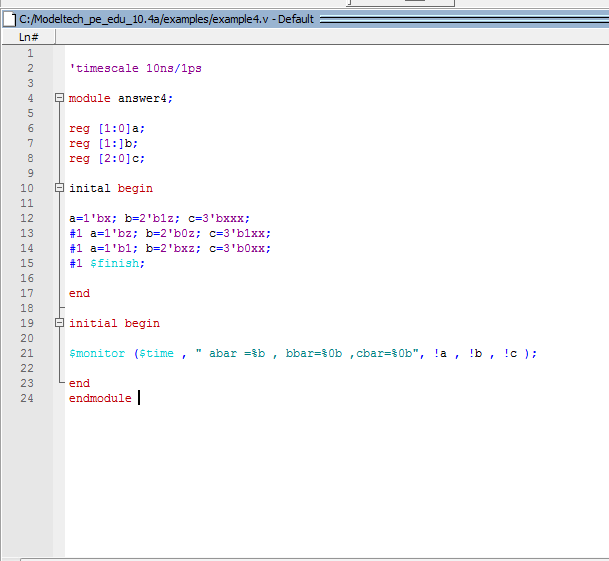 C:/Modeltech_pe_edu_10.4a/examples/example4.v - Default
Ln#
1
2 'timescale 10ns/1ps
3
4 module answer4;
5
6 reg [1:0]a;
7 reg [1:]b;
8 reg [2:0]c;
9
10 inital begin
11
12 a=1'bx; b=2'b1z; c=3'bxxx;
13 #1 a=1'bz; b=2'b0z; c=3'b1xx;
14 #1 a=1'b1; b=2'bxz; c=3'b0xx;
15 #1 $finish;
16
17 end
18
19 initial begin
20
21 $monitor ($time , " abar =%b , bbar=%0b ,cbar=%0b", !a , !b , !c );
22
23 end
24 endmodule